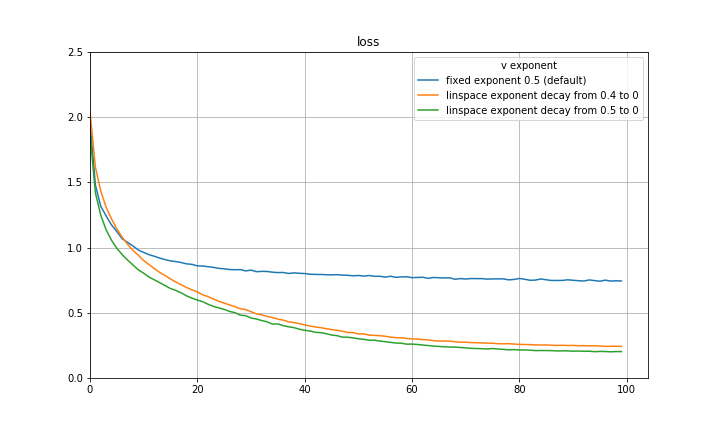 loss
2.5
2.0
1.5
1.0
0.5
0.0
0
20
40
60
80
100
v exponent
fixed exponent 0.5 (default)
linspace exponent decay from 0.4 to 0
linspace exponent decay from 0.5 to 0